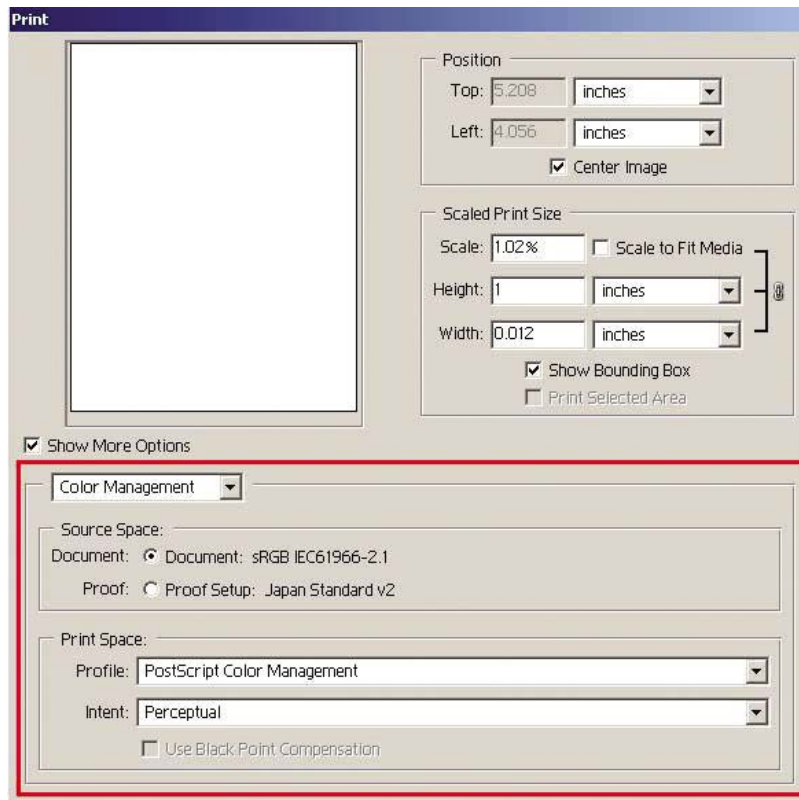 Print
Position
Top: 5.208 inches
Left: 4.056 inches
Center Image
Scaled Print Size
Scale: 1.02% Scale to Fit Media
Height: 1 inches
Width: 0.012 inches
Show Bounding Box
Print Selected Area
Show More Options
Color Management
Source Space:
Document: Document: sRGB IEC61966-2.1
Proof: Proof Setup: Japan Standard v2
Print Space:
Profile: PostScript Color Management
Intent: Perceptual
Use Black Point Compensation